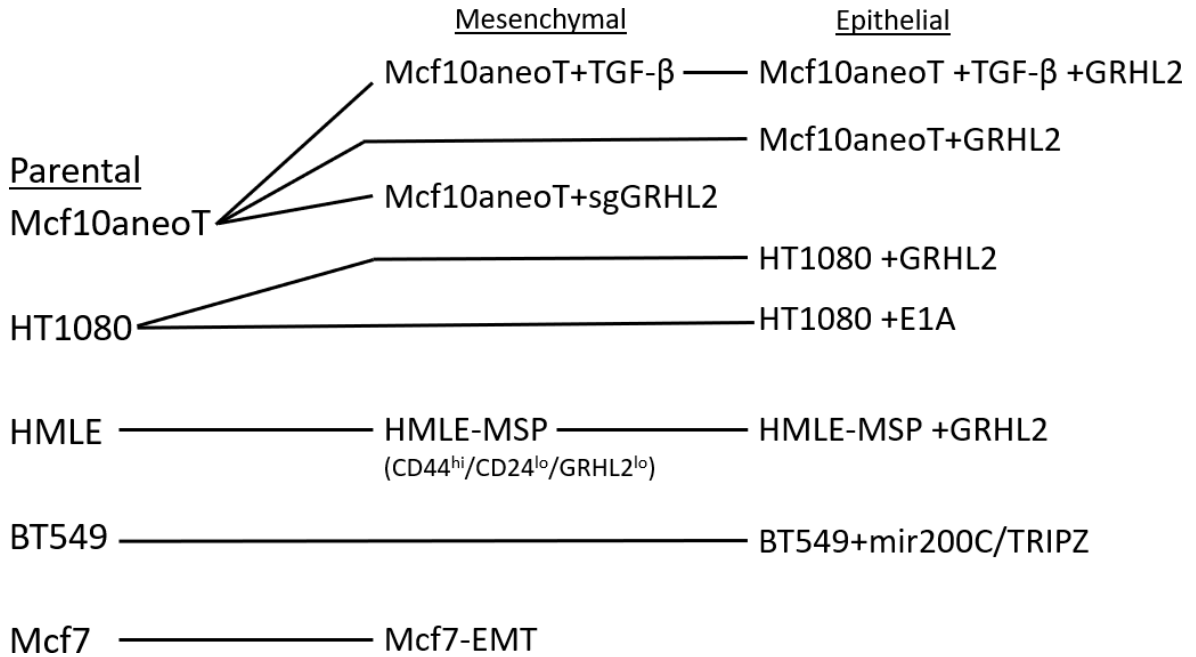 Mesenchymal
Epithelial
Mcf10aneoT+TGF-β
Mcf10aneoT +TGF-β +GRHL2
Mcf10aneoT+GRHL2
Parental
Mcf10aneoT
Mcf10aneoT+sgGRHL2
HT1080 +GRHL2
HT1080
HT1080 +E1A
HMLE
HMLE-MSP
HMLE-MSP +GRHL2
(CD44ʰⁱ/CD24ˡᵒ/GRHL2ˡᵒ)
BT549
BT549+mir200C/TRIPZ
Mcf7
Mcf7-EMT